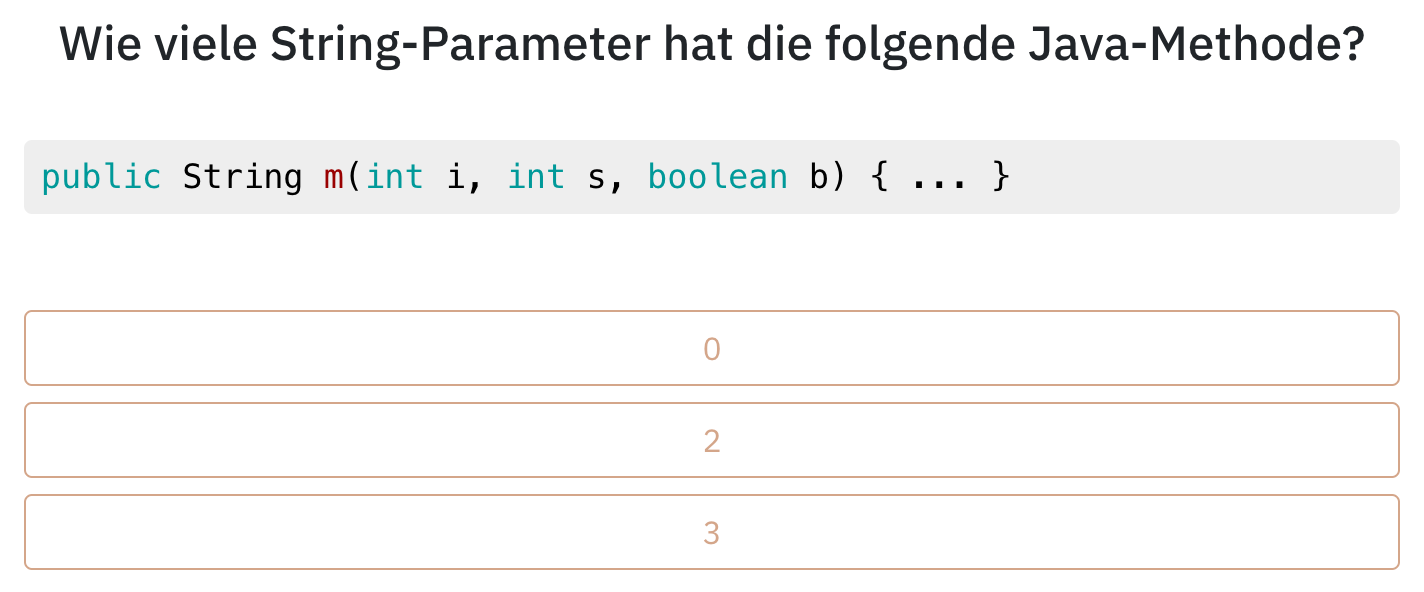 Wie viele String-Parameter hat die folgende Java-Methode?
public String m(int i, int s, boolean b) { ... }
0
2
3